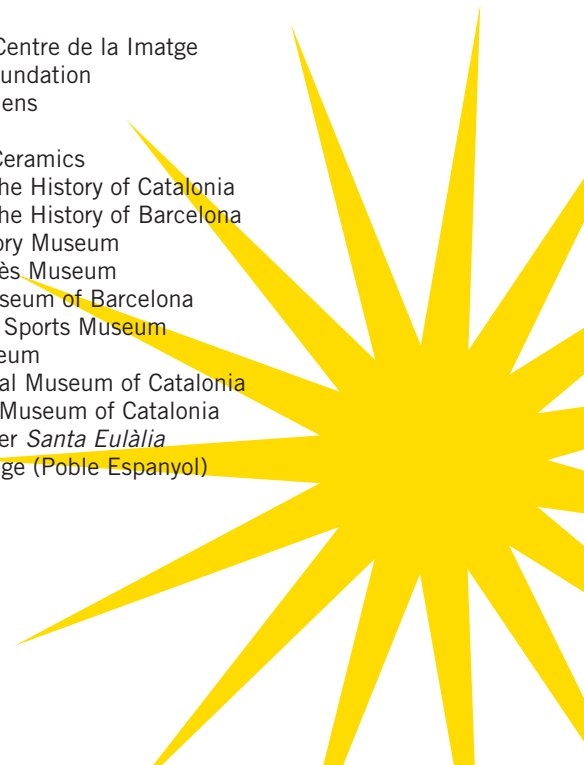 Centre de la Imatge
undation
ens
Ceramics
he History of Catalonia
he History of Barcelona
ory Museum
ès Museum
seum of Barcelona
Sports Museum
eum
al Museum of Catalonia
Museum of Catalonia
er Santa Eulàlia
ge (Poble Espanyol)